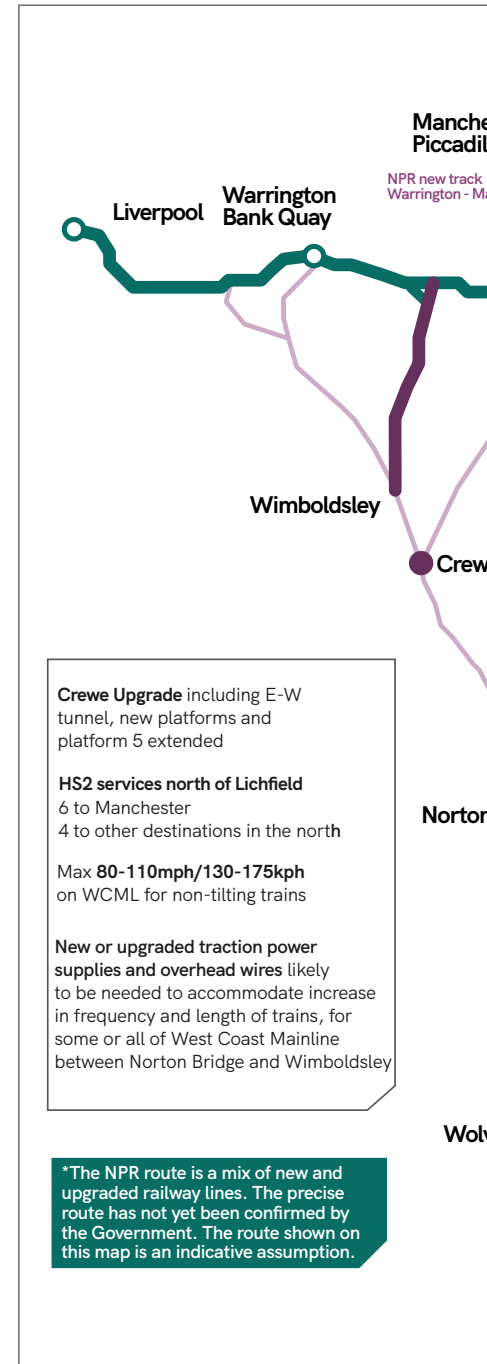 Manche
Piccadil
NPR new track
Warrington - Ma
Warrington
Bank Quay
Liverpool
Wimboldsley
Crew
Crewe Upgrade including E-W
tunnel, new platforms and
platform 5 extended
HS2 services north of Lichfield
6 to Manchester
4 to other destinations in the north
Max 80-110mph/130-175kph
on WCML for non-tilting trains
Norton
New or upgraded traction power
supplies and overhead wires likely
to be needed to accommodate increase
in frequency and length of trains, for
some or all of West Coast Mainline
between Norton Bridge and Wimboldsley
Wolv
*The NPR route is a mix of new and
upgraded railway lines. The precise
route has not yet been confirmed by
the Government. The route shown on
this map is an indicative assumption.